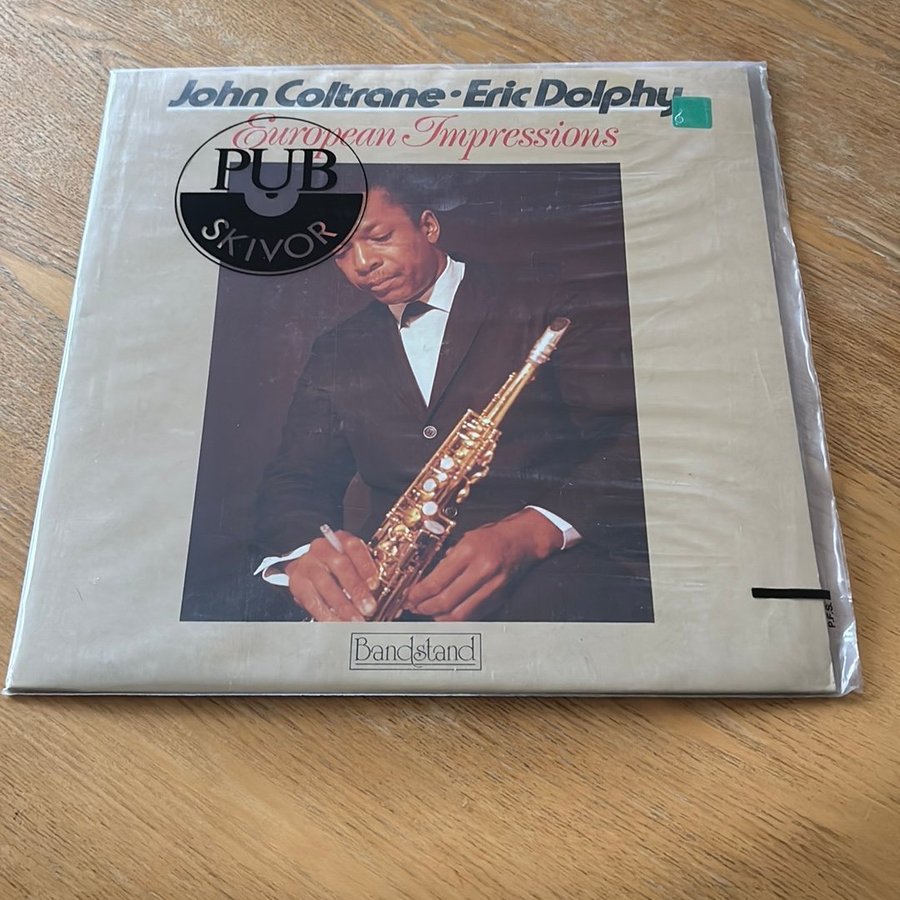 John Coltrane • Eric Dolphy
European Impressions
PUB
SKIVOR
Bandstand
P.F.S.